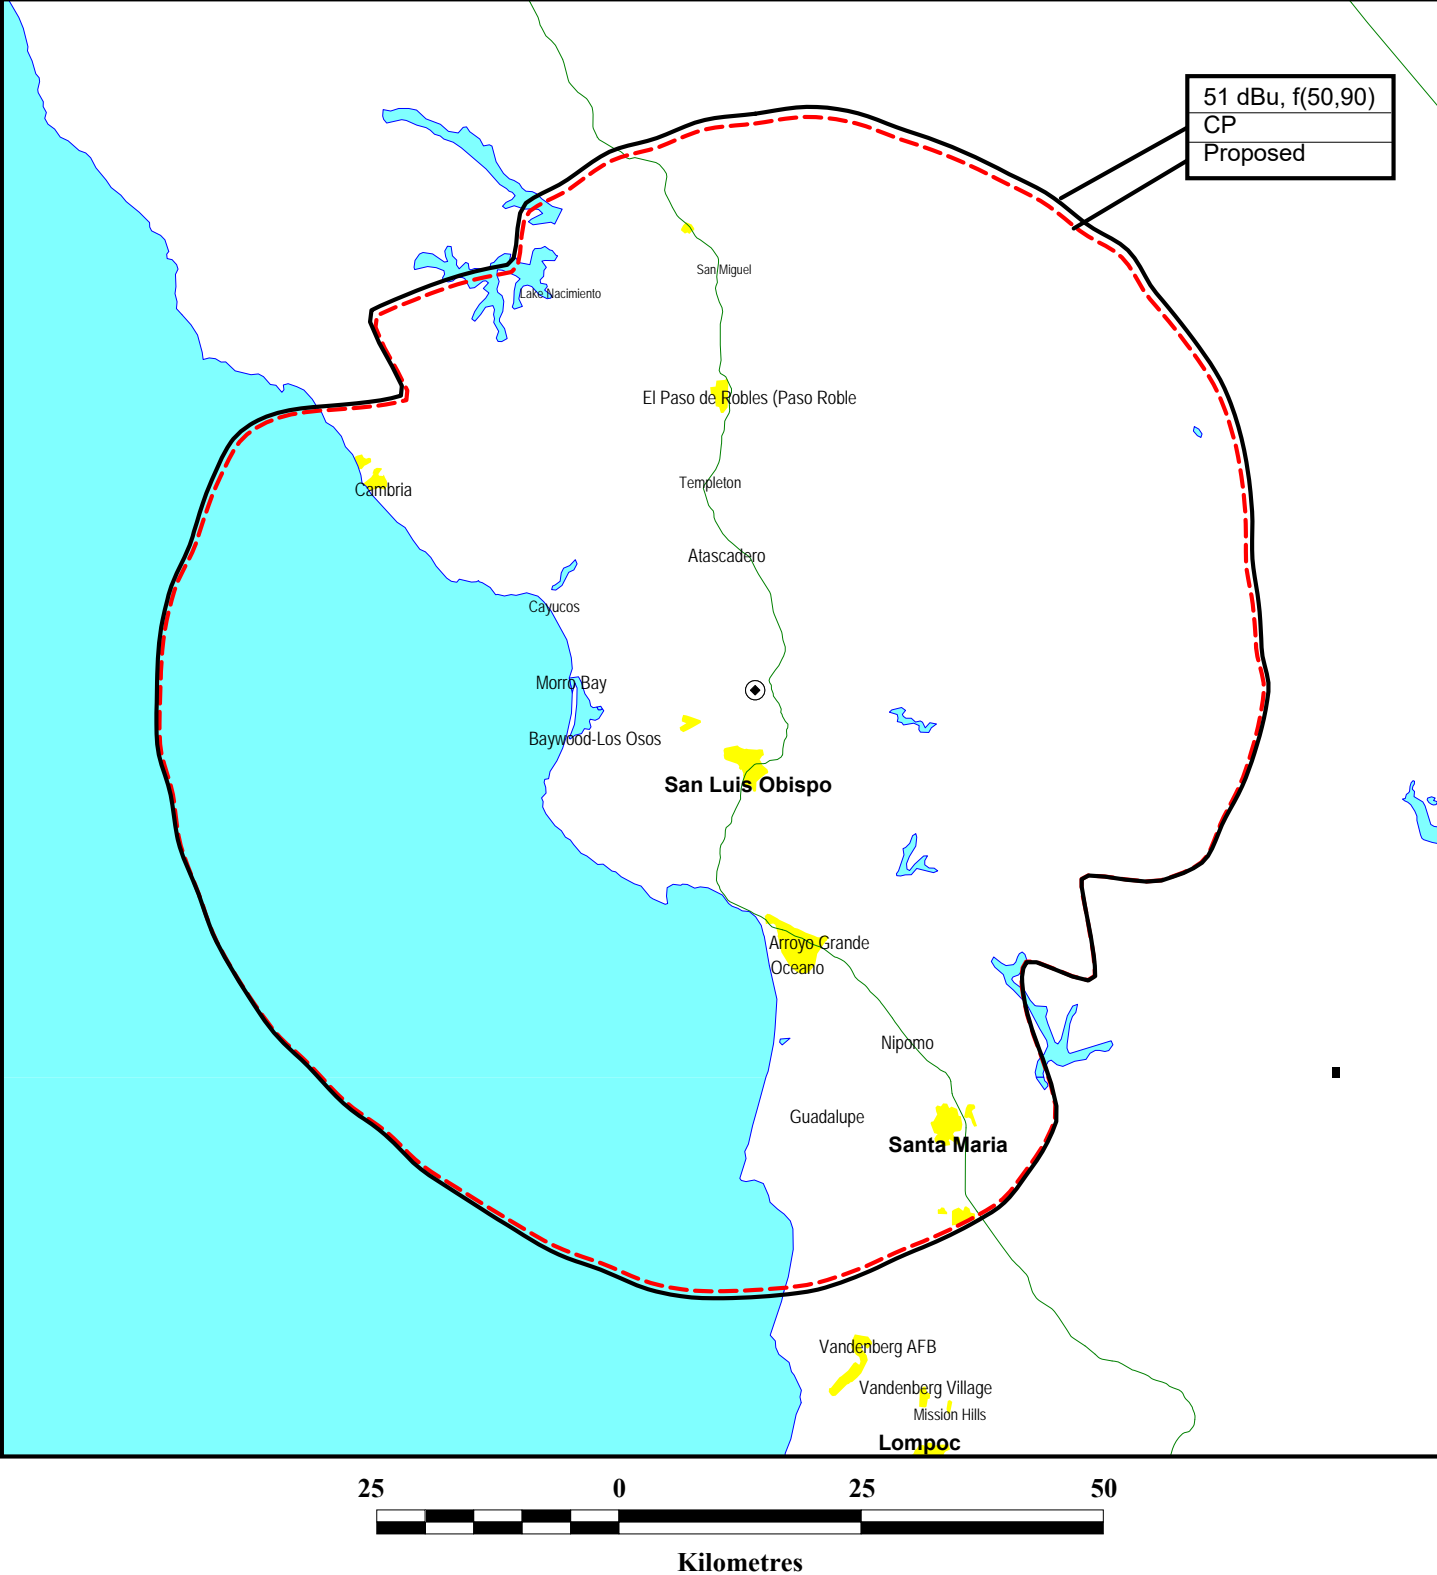 51 dBu, f(50,90)
CP
Proposed
San Miguel
Lake Nacimiento
El Paso de Robles (Paso Roble
Templeton
Cambria
Atascadero
Cayucos
Morro Bay
Baywood-Los Osos
San Luis Obispo
Arroyo Grande
Oceano
Nipomo
Guadalupe
Santa Maria
Vandenberg AFB
Vandenberg Village
Mission Hills
Lompoc
25 0 25 50
Kilometres